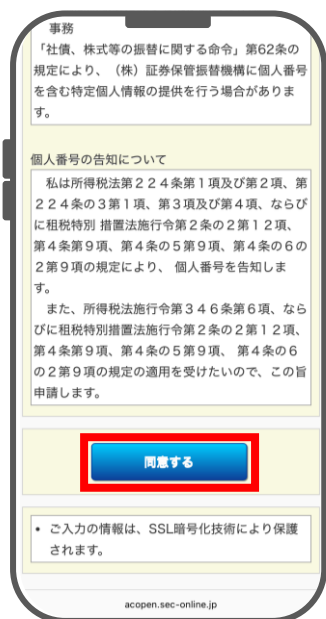 事務
「社債、株式等の振替に関する命令」第62条の
規定により、（株）証券保管振替機構に個人番号
を含む特定個人情報の提供を行う場合がありま
す。
個人番号の告知について
私は所得税法第２２４条第１項及び第２項、第
２２４条の３第１項、第３項及び第４項、ならび
に租税特別 措置法施行令第２条の２第１２項、
第４条第９項、第４条の５第９項、第４条の６の
２第９項の規定により、 個人番号を告知しま
す。
また、所得税法施行令第３４６条第６項、なら
びに租税特別措置法施行令第２条の２第１２項、
第４条第９項、第４条の５第９項、 第４条の６
の２第９項の規定の適用を受けたいので、この旨
申請します。
同意する
• ご入力の情報は、SSL暗号化技術により保護
されます。
acopen.sec-online.jp